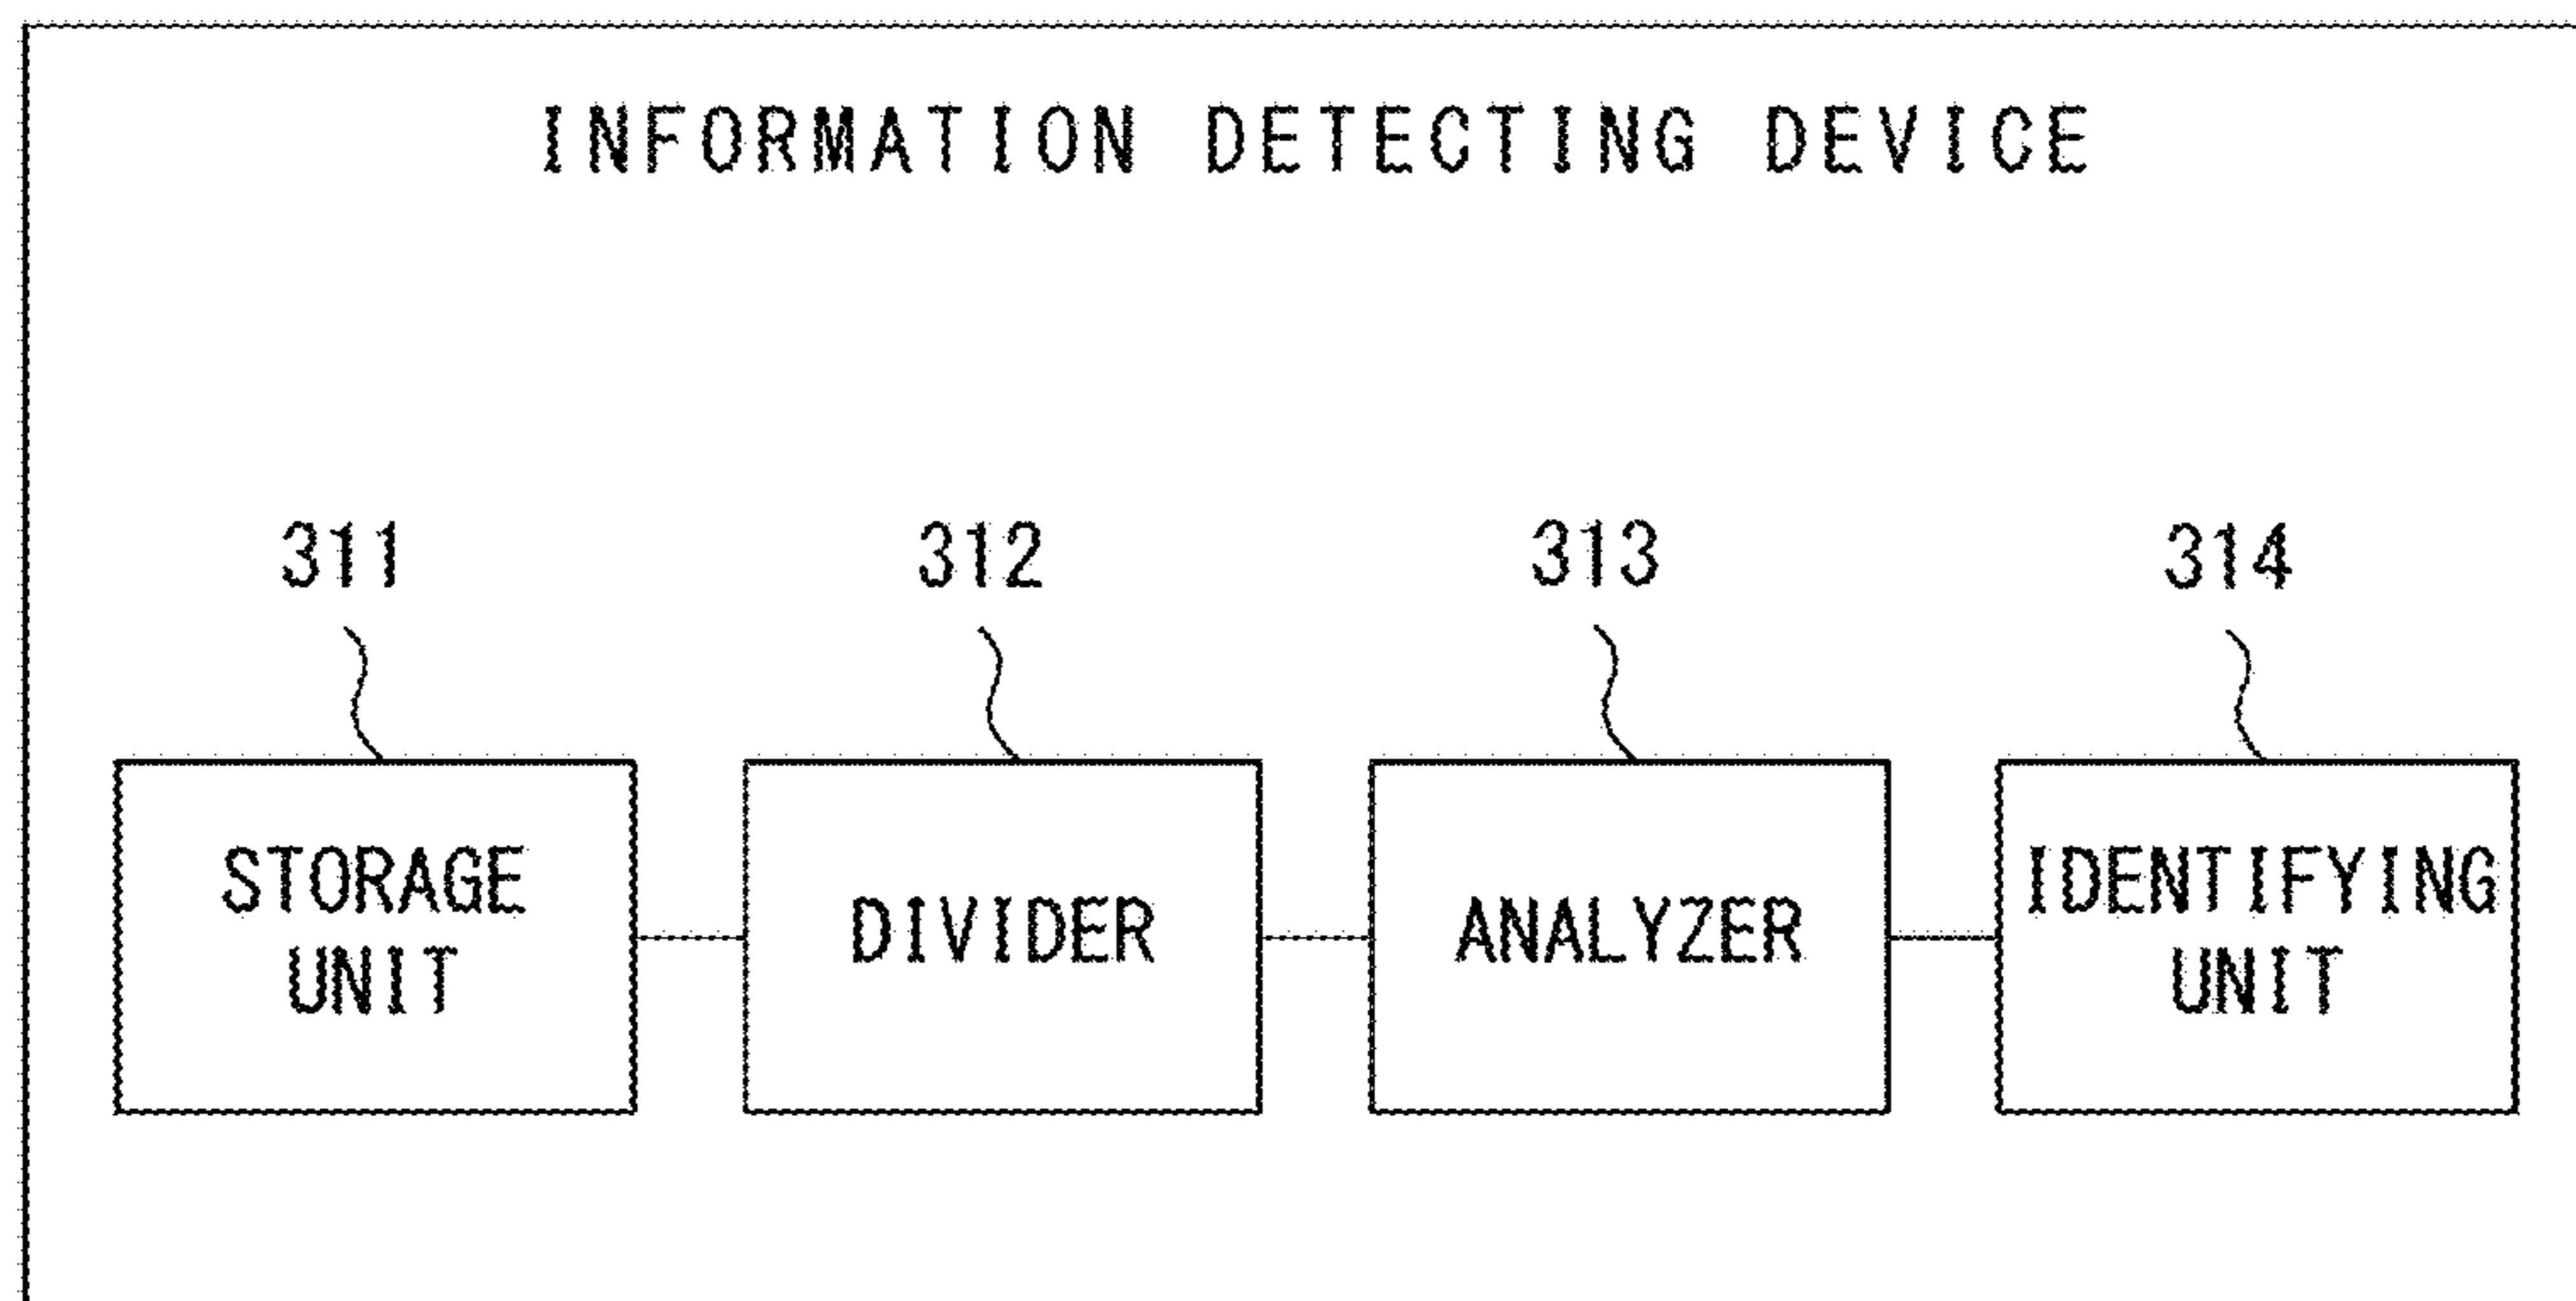 INFORMATION DETECTING DEVICE
311
312
313
314
STORAGE
UNIT
DIVIDER
ANALYZER
IDENTIFYING
UNIT